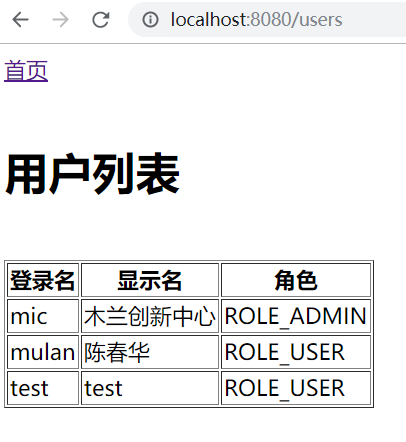 localhost:8080/users
首页
用户列表
登录名 显示名 角色
mic 木兰创新中心 ROLE_ADMIN
mulan 陈春华 ROLE_USER
test test ROLE_USER